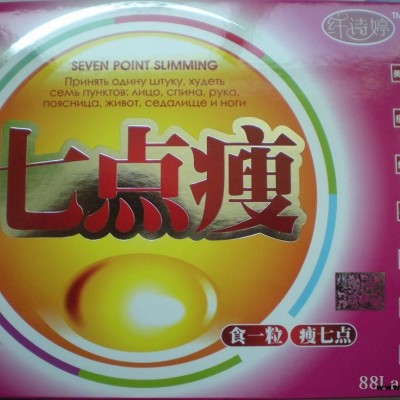 纤诗婷
SEVEN POINT SLIMMING
Принять одину штуку, худеть
семь пунктов: лицо, спина, рука,
поясница, живот, седалище и ноги
七点瘦
食一粒 瘦七点